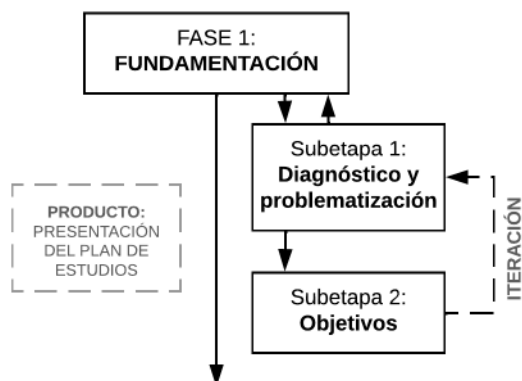 FASE 1:
FUNDAMENTACIÓN
Subetapa 1:
Diagnóstico y
problematización
PRODUCTO:
PRESENTACIÓN
DEL PLAN DE
ESTUDIOS
ITERACIÓN
Subetapa 2:
Objetivos